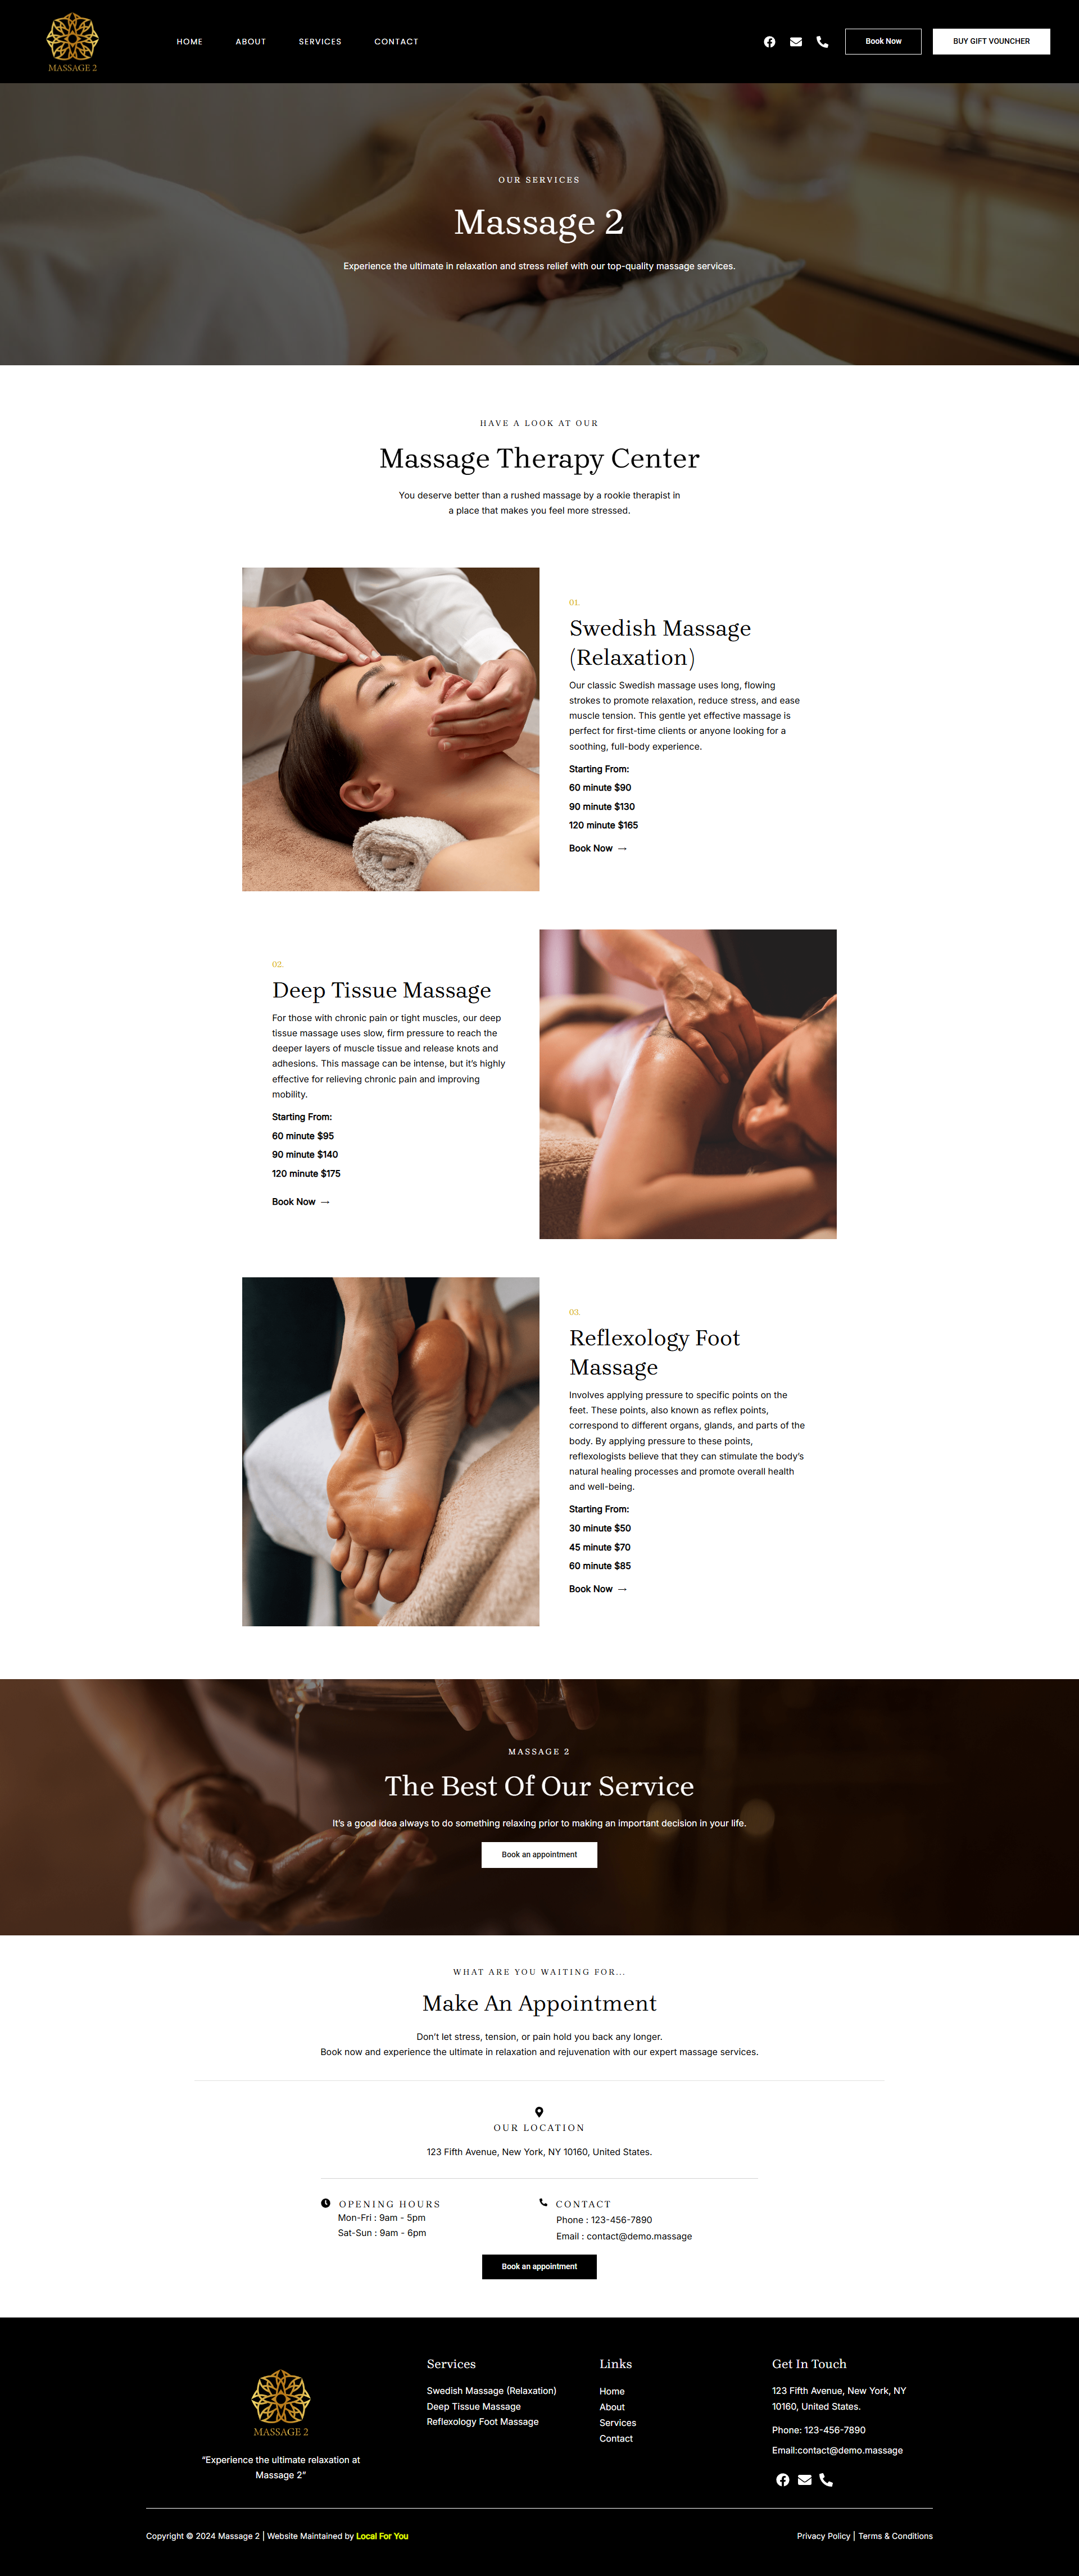 MASSAGE 2
HOME
ABOUT
SERVICES
CONTACT
Book Now
BUY GIFT VOUNCHER
OUR SERVICES
Massage 2
Experience the ultimate in relaxation and stress relief with our top-quality massage services.
HAVE A LOOK AT OUR
Massage Therapy Center
You deserve better than a rushed massage by a rookie therapist in
a place that makes you feel more stressed.
01.
Swedish Massage
(Relaxation)
Our classic Swedish massage uses long, flowing
strokes to promote relaxation, reduce stress, and ease
muscle tension. This gentle yet effective massage is
perfect for first-time clients or anyone looking for a
soothing, full-body experience.
Starting From:
60 minute $90
90 minute $130
120 minute $165
Book Now →
02.
Deep Tissue Massage
For those with chronic pain or tight muscles, our deep
tissue massage uses slow, firm pressure to reach the
deeper layers of muscle tissue and release knots and
adhesions. This massage can be intense, but it's highly
effective for relieving chronic pain and improving
mobility.
Starting From:
60 minute $95
90 minute $140
120 minute $175
Book Now →
03.
Reflexology Foot
Massage
Involves applying pressure to specific points on the
feet. These points, also known as reflex points,
correspond to different organs, glands, and parts of the
body. By applying pressure to these points,
reflexologists believe that they can stimulate the body's
natural healing processes and promote overall health
and well-being.
Starting From:
30 minute $50
45 minute $70
60 minute $85
Book Now →
MASSAGE 2
The Best Of Our Service
It's a good idea always to do something relaxing prior to making an important decision in your life.
Book an appointment
WHAT ARE YOU WAITING FOR...
Make An Appointment
Don't let stress, tension, or pain hold you back any longer.
Book now and experience the ultimate in relaxation and rejuvenation with our expert massage services.
OUR LOCATION
123 Fifth Avenue, New York, NY 10160, United States.
OPENING HOURS
Mon-Fri : 9am - 5pm
Sat-Sun : 9am - 6pm
CONTACT
Phone : 123-456-7890
Email : contact@demo.massage
Book an appointment
MASSAGE 2
"Experience the ultimate relaxation at
Massage 2"
Services
Swedish Massage (Relaxation)
Deep Tissue Massage
Reflexology Foot Massage
Links
Home
About
Services
Contact
Get In Touch
123 Fifth Avenue, New York, NY
10160, United States.
Phone: 123-456-7890
Email:contact@demo.massage
Copyright © 2024 Massage 2 | Website Maintained by Local For You
Privacy Policy | Terms & Conditions